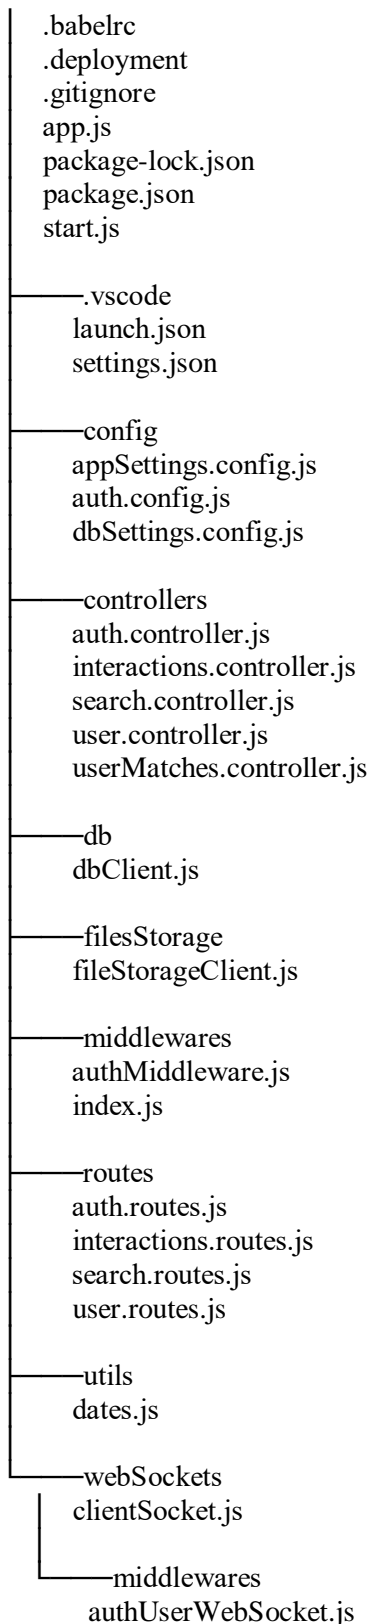 .babelrc
.deployment
.gitignore
app.js
package-lock.json
package.json
start.js
.vscode
launch.json
settings.json
config
appSettings.config.js
auth.config.js
dbSettings.config.js
controllers
auth.controller.js
interactions.controller.js
search.controller.js
user.controller.js
userMatches.controller.js
db
dbClient.js
filesStorage
fileStorageClient.js
middlewares
authMiddleware.js
index.js
routes
auth.routes.js
interactions.routes.js
search.routes.js
user.routes.js
utils
dates.js
webSockets
clientSocket.js
middlewares
authUserWebSocket.js